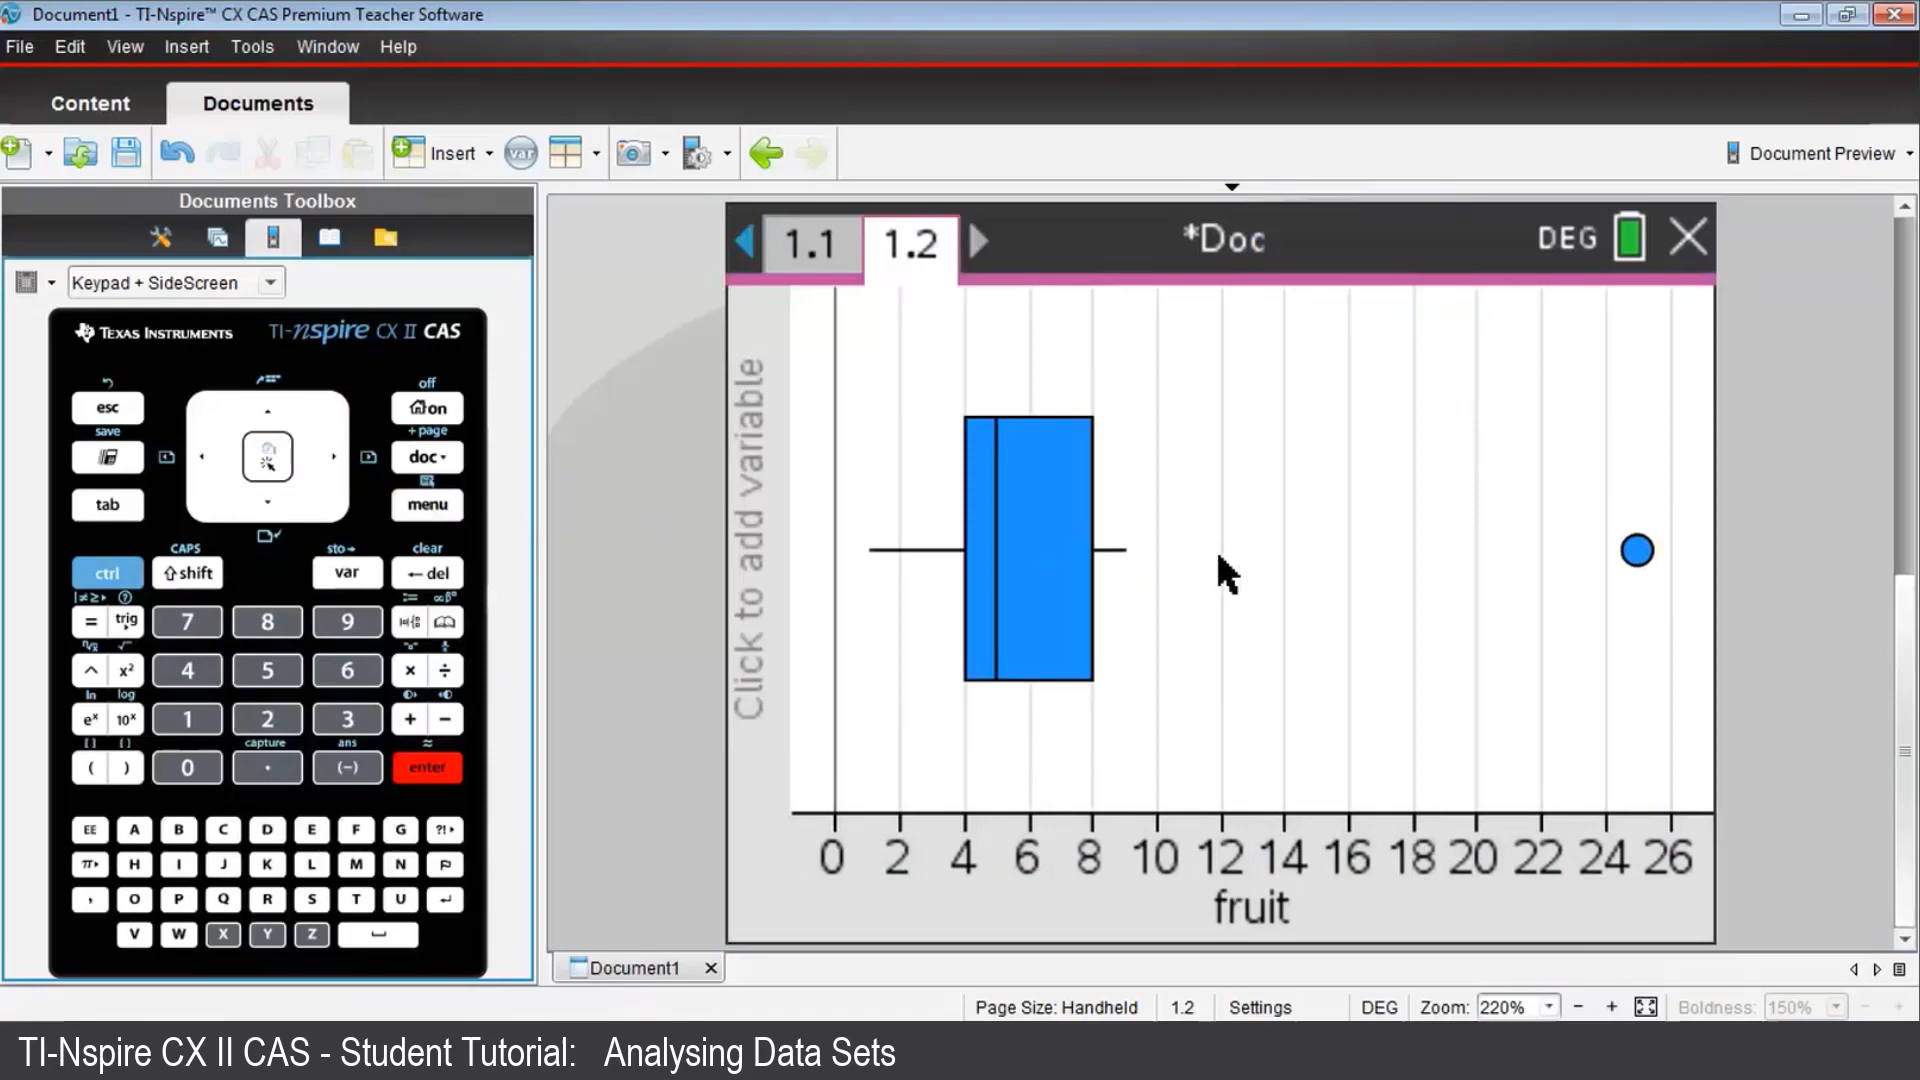 Document1 - TI-Nspire™ CX CAS Premium Teacher Software
File Edit View Insert Tools Window Help
Content Documents
Insert var Document Preview
Documents Toolbox
Keypad + SideScreen
TEXAS INSTRUMENTS TI-nspire CX II CAS
off
esc on
save + page
doc
tab menu
CAPS sto→ clear
ctrl shift var ← del
= trig 7 8 9
^ x² 4 5 6 × ÷
ln log
eˣ 10ˣ 1 2 3 + −
[ ] { } capture ans ≈
( ) 0 . (−) enter
EE A B C D E F G ?!▸
π▸ H I J K L M N
, O P Q R S T U
V W X Y Z
1.1 1.2 *Doc DEG
Click to add variable
0 2 4 6 8 10 12 14 16 18 20 22 24 26
fruit
Document1
Page Size: Handheld 1.2 Settings DEG Zoom: 220% − + Boldness: 150% − +
TI-Nspire CX II CAS - Student Tutorial: Analysing Data Sets